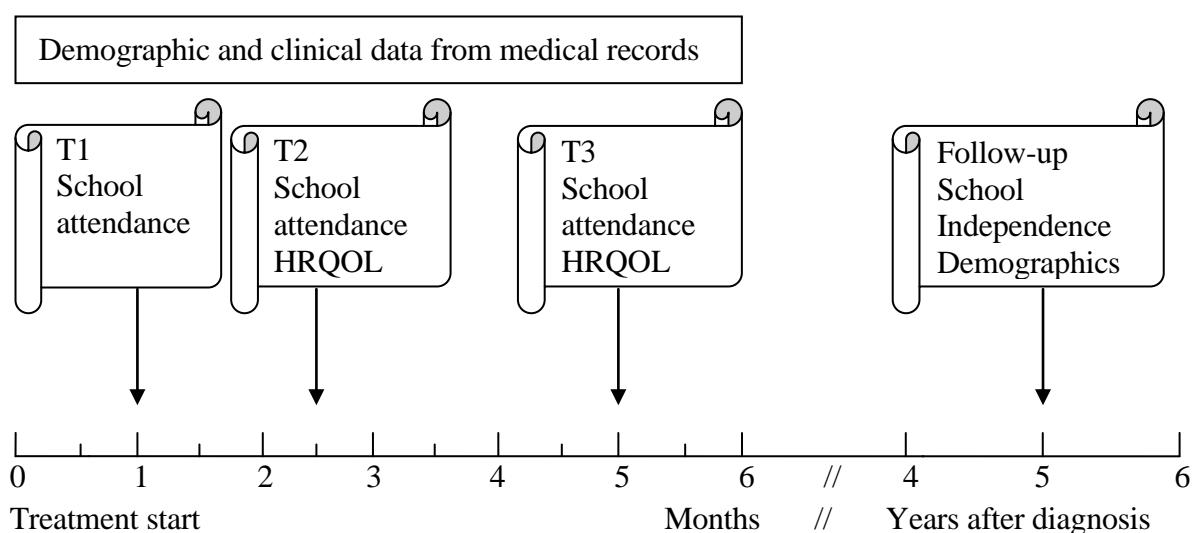 Demographic and clinical data from medical records
T1
School
attendance
T2
School
attendance
HRQOL
T3
School
attendance
HRQOL
Follow-up
School
Independence
Demographics
0 1 2 3 4 5 6 // 4 5 6
Treatment start Months // Years after diagnosis